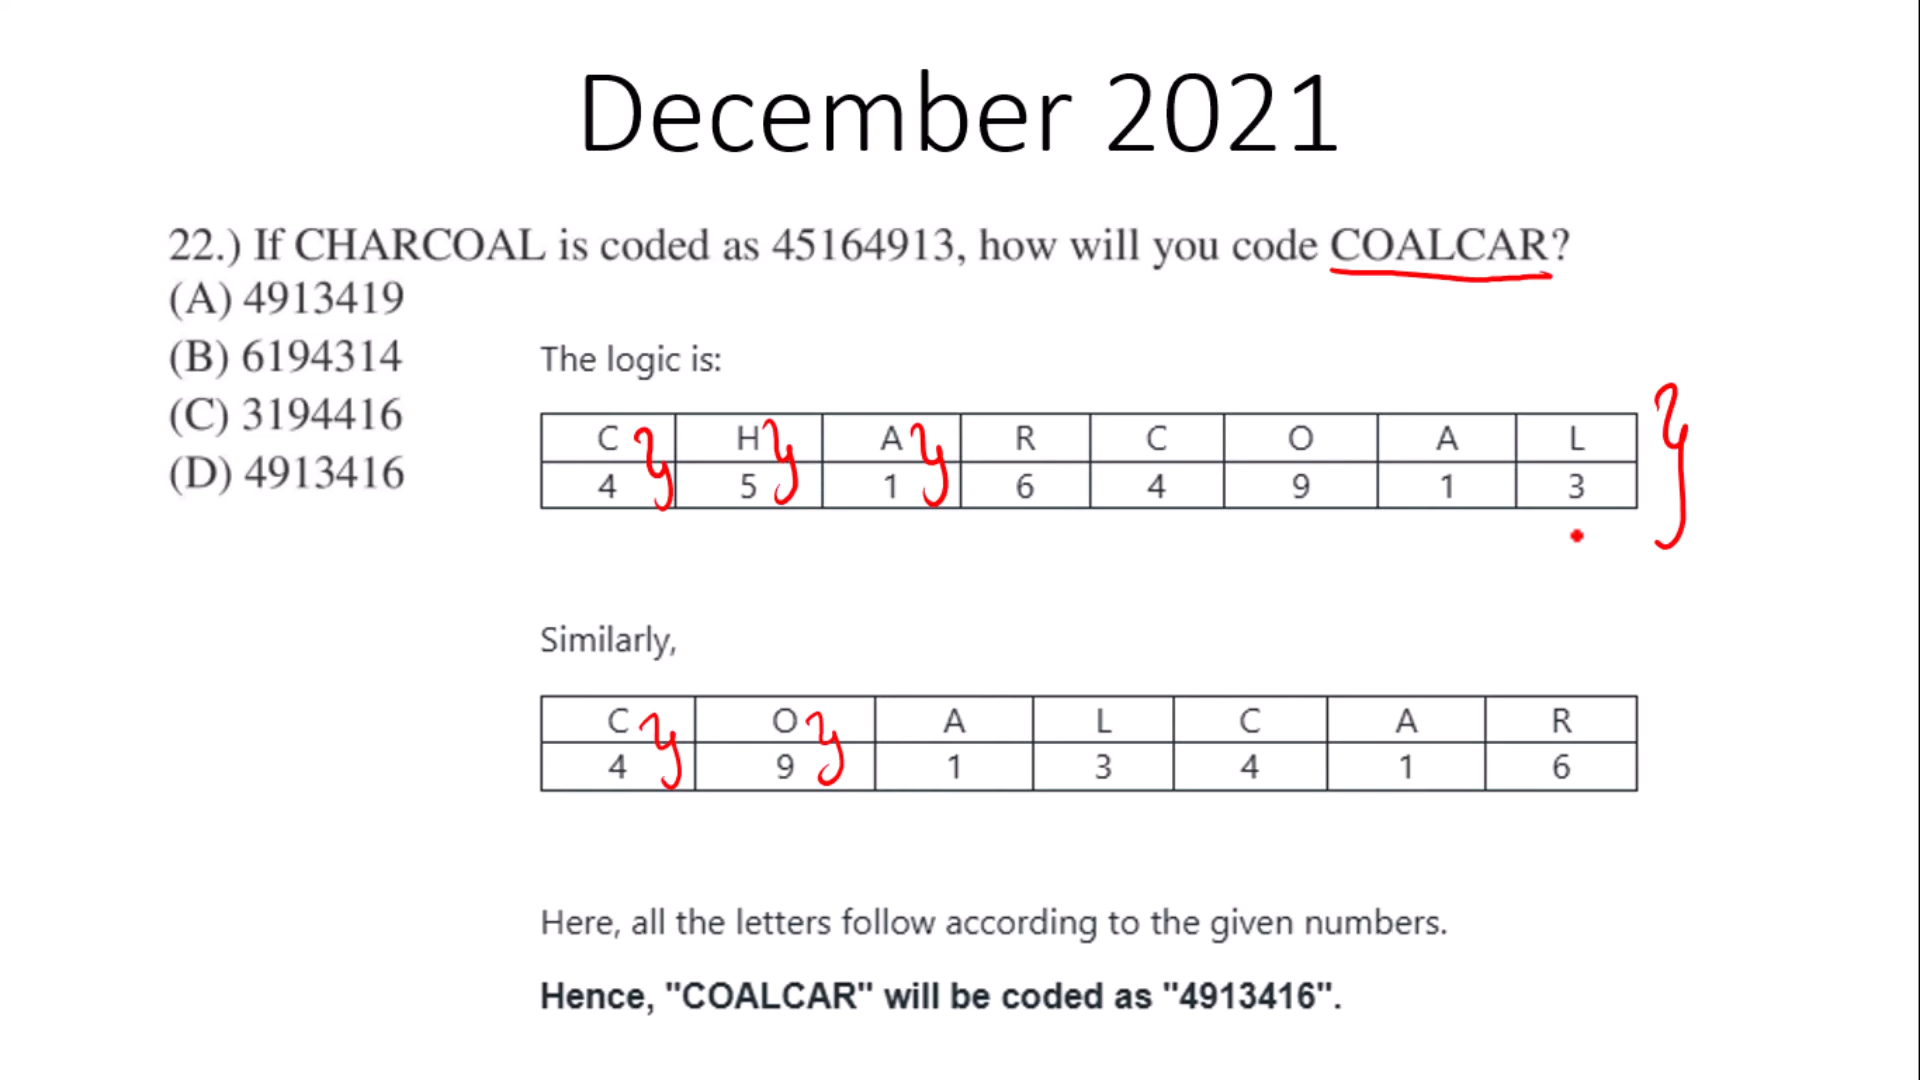 December 2021
22.) If CHARCOAL is coded as 45164913, how will you code COALCAR?
(A) 4913419
(B) 6194314
(C) 3194416
(D) 4913416
The logic is:
C H A R C O A L
4 5 1 6 4 9 1 3
Similarly,
C O A L C A R
4 9 1 3 4 1 6
Here, all the letters follow according to the given numbers.
Hence, "COALCAR" will be coded as "4913416".